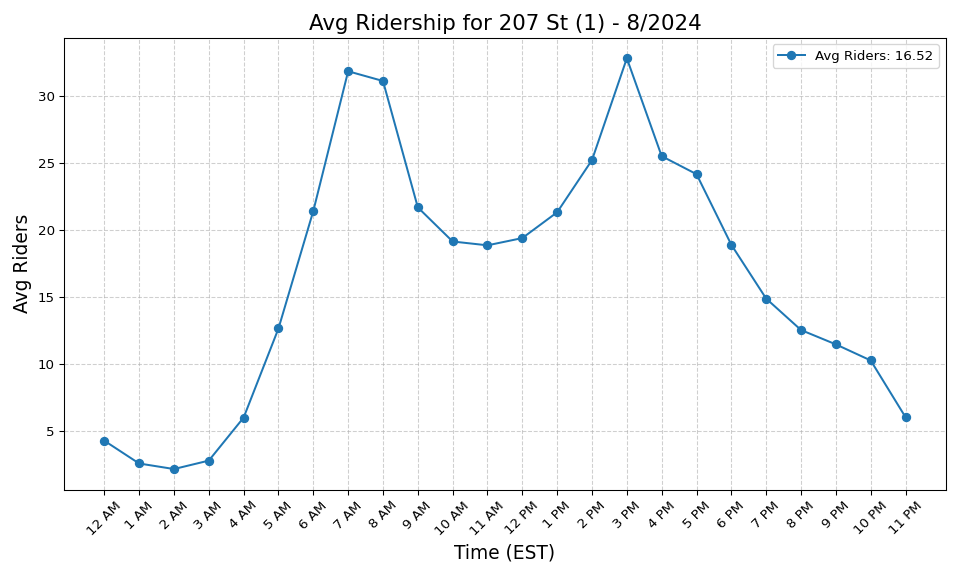 Avg Ridership for 207 St (1) - 8/2024
Avg Riders: 16.52
Avg Riders
30
25
20
15
10
5
12 AM
1 AM
2 AM
3 AM
4 AM
5 AM
6 AM
7 AM
8 AM
9 AM
10 AM
11 AM
12 PM
1 PM
2 PM
3 PM
4 PM
5 PM
6 PM
7 PM
8 PM
9 PM
10 PM
11 PM
Time (EST)